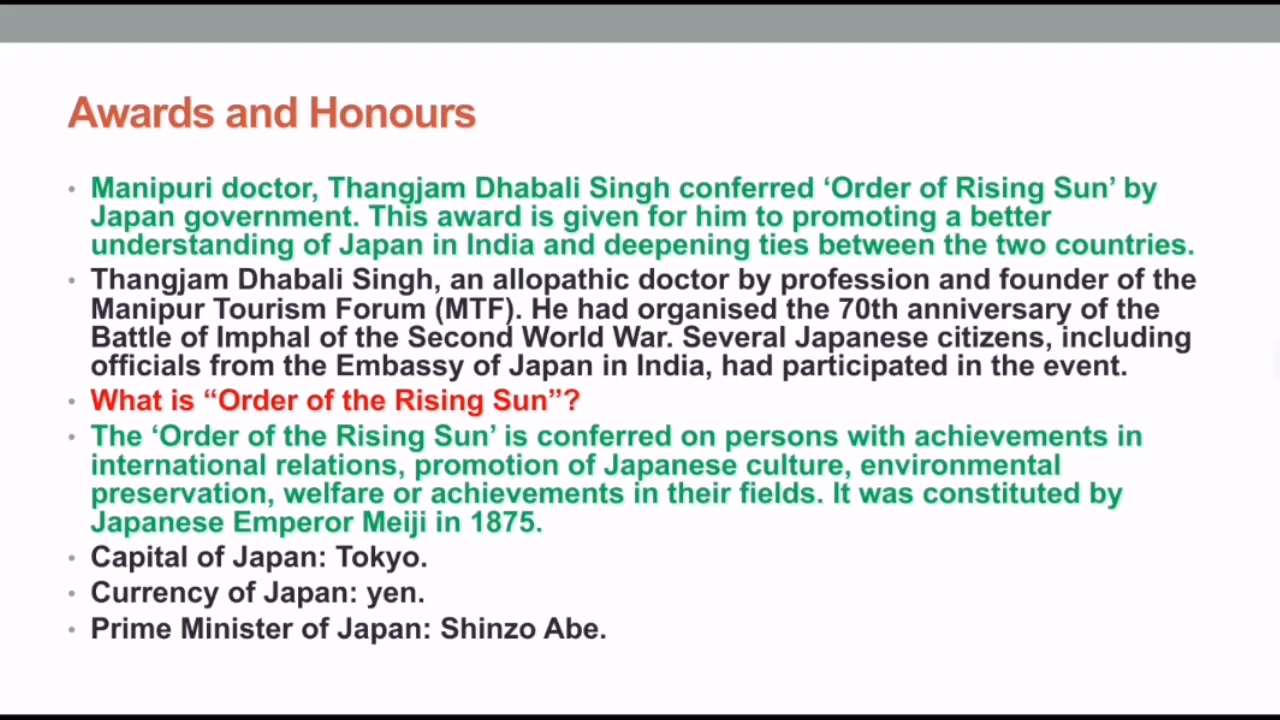 Awards and Honours
• Manipuri doctor, Thangjam Dhabali Singh conferred ‘Order of Rising Sun’ by
Japan government. This award is given for him to promoting a better
understanding of Japan in India and deepening ties between the two countries.
• Thangjam Dhabali Singh, an allopathic doctor by profession and founder of the
Manipur Tourism Forum (MTF). He had organised the 70th anniversary of the
Battle of Imphal of the Second World War. Several Japanese citizens, including
officials from the Embassy of Japan in India, had participated in the event.
• What is “Order of the Rising Sun”?
• The ‘Order of the Rising Sun’ is conferred on persons with achievements in
international relations, promotion of Japanese culture, environmental
preservation, welfare or achievements in their fields. It was constituted by
Japanese Emperor Meiji in 1875.
• Capital of Japan: Tokyo.
• Currency of Japan: yen.
• Prime Minister of Japan: Shinzo Abe.